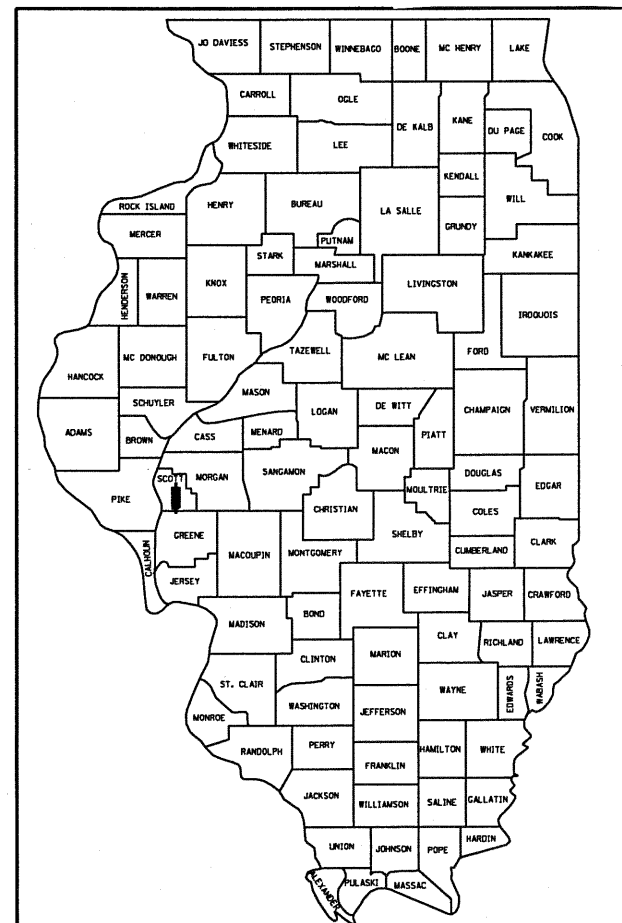 JO DAVIESS
STEPHENSON
WINNEBAGO
BOONE
MC HENRY
LAKE
CARROLL
OGLE
DE KALB
KANE
DU PAGE
COOK
WHITESIDE
LEE
KENDALL
WILL
ROCK ISLAND
HENRY
BUREAU
LA SALLE
GRUNDY
PUTNAM
MERCER
STARK
MARSHALL
KANKAKEE
HENDERSON
WARREN
KNOX
PEORIA
WOODFORD
LIVINGSTON
IROQUOIS
HANCOCK
MC DONOUGH
FULTON
TAZEWELL
MC LEAN
FORD
MASON
SCHUYLER
LOGAN
DE WITT
CHAMPAIGN
VERMILION
ADAMS
BROWN
CASS
MENARD
PIATT
MACON
SCOTT
MORGAN
SANGAMON
DOUGLAS
EDGAR
PIKE
MOULTRIE
CHRISTIAN
COLES
GREENE
SHELBY
CALHOUN
MACOUPIN
MONTGOMERY
CUMBERLAND
CLARK
JERSEY
FAYETTE
EFFINGHAM
JASPER
CRAWFORD
MADISON
BOND
CLAY
RICHLAND
LAWRENCE
CLINTON
MARION
ST. CLAIR
WAYNE
EDWARDS
WABASH
WASHINGTON
JEFFERSON
MONROE
RANDOLPH
PERRY
HAMILTON
WHITE
FRANKLIN
JACKSON
WILLIAMSON
SALINE
GALLATIN
UNION
JOHNSON
POPE
HARDIN
ALEXANDER
PULASKI
MASSAC